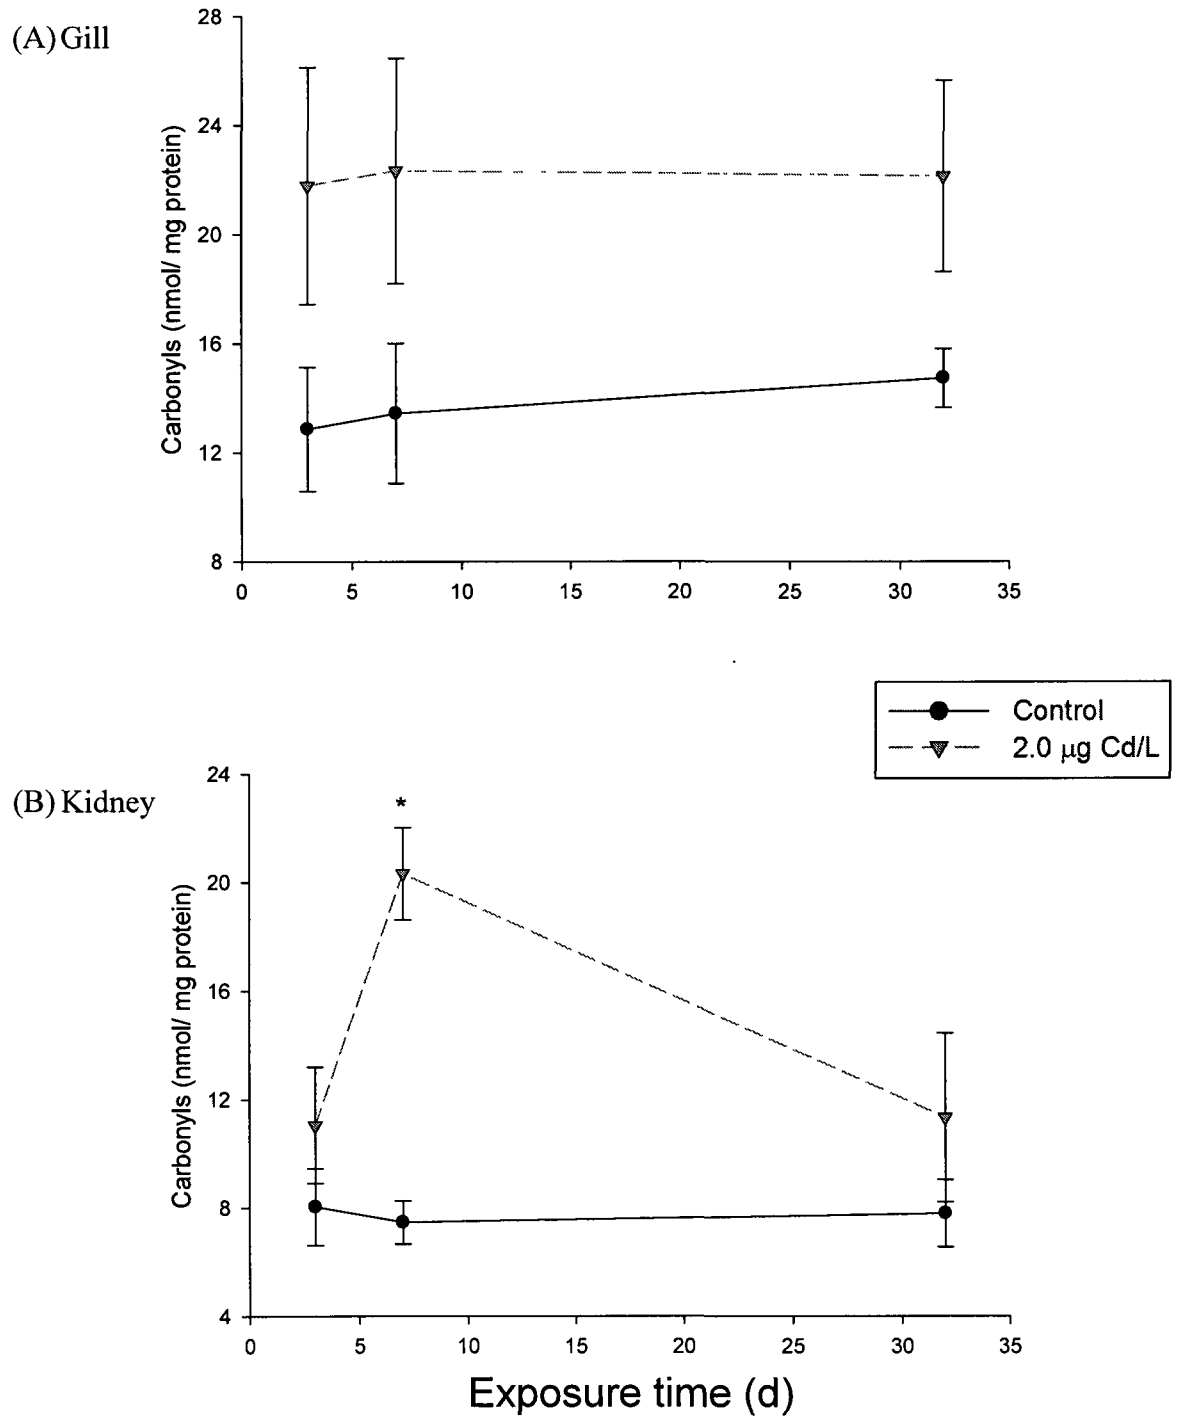 (A) Gill
28
24
20
16
12
8
Carbonyls (nmol/ mg protein)
0 5 10 15 20 25 30 35
Control
2.0 µg Cd/L
(B) Kidney
24
20
16
12
8
4
Carbonyls (nmol/ mg protein)
*
0 5 10 15 20 25 30 35
Exposure time (d)